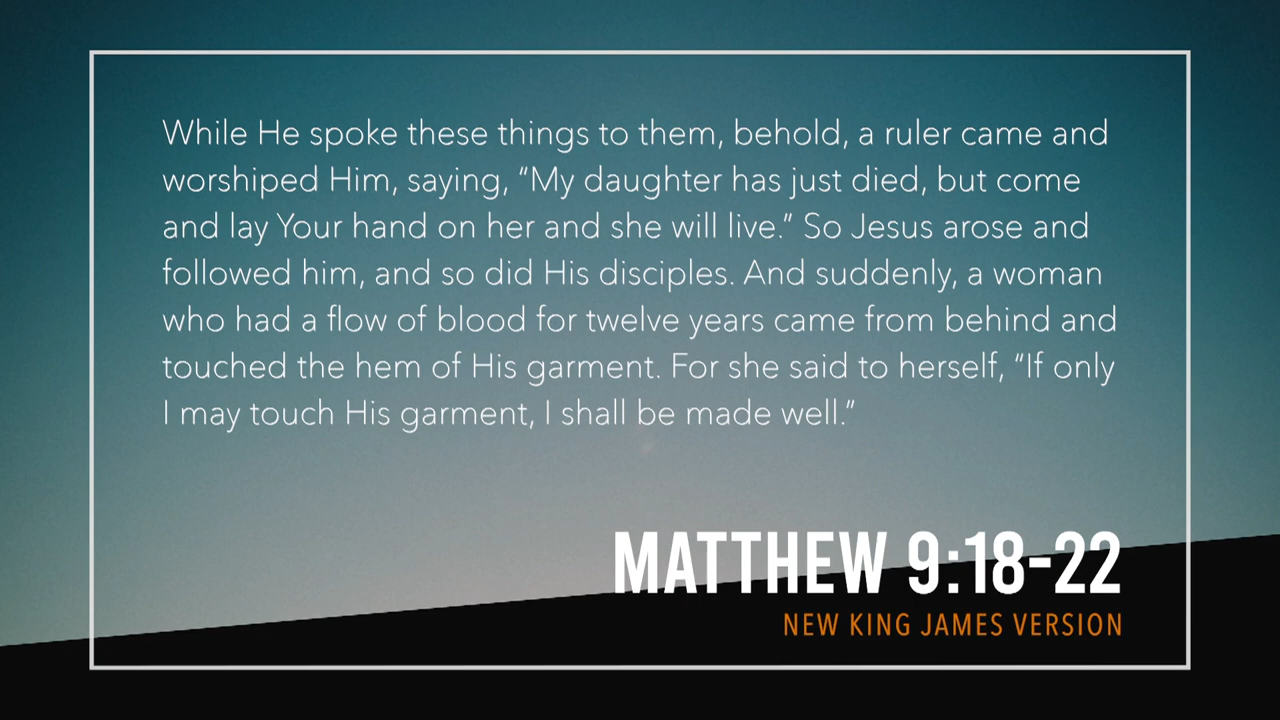 While He spoke these things to them, behold, a ruler came and
worshiped Him, saying, “My daughter has just died, but come
and lay Your hand on her and she will live.” So Jesus arose and
followed him, and so did His disciples. And suddenly, a woman
who had a flow of blood for twelve years came from behind and
touched the hem of His garment. For she said to herself, “If only
I may touch His garment, I shall be made well.”
MATTHEW 9:18-22
NEW KING JAMES VERSION